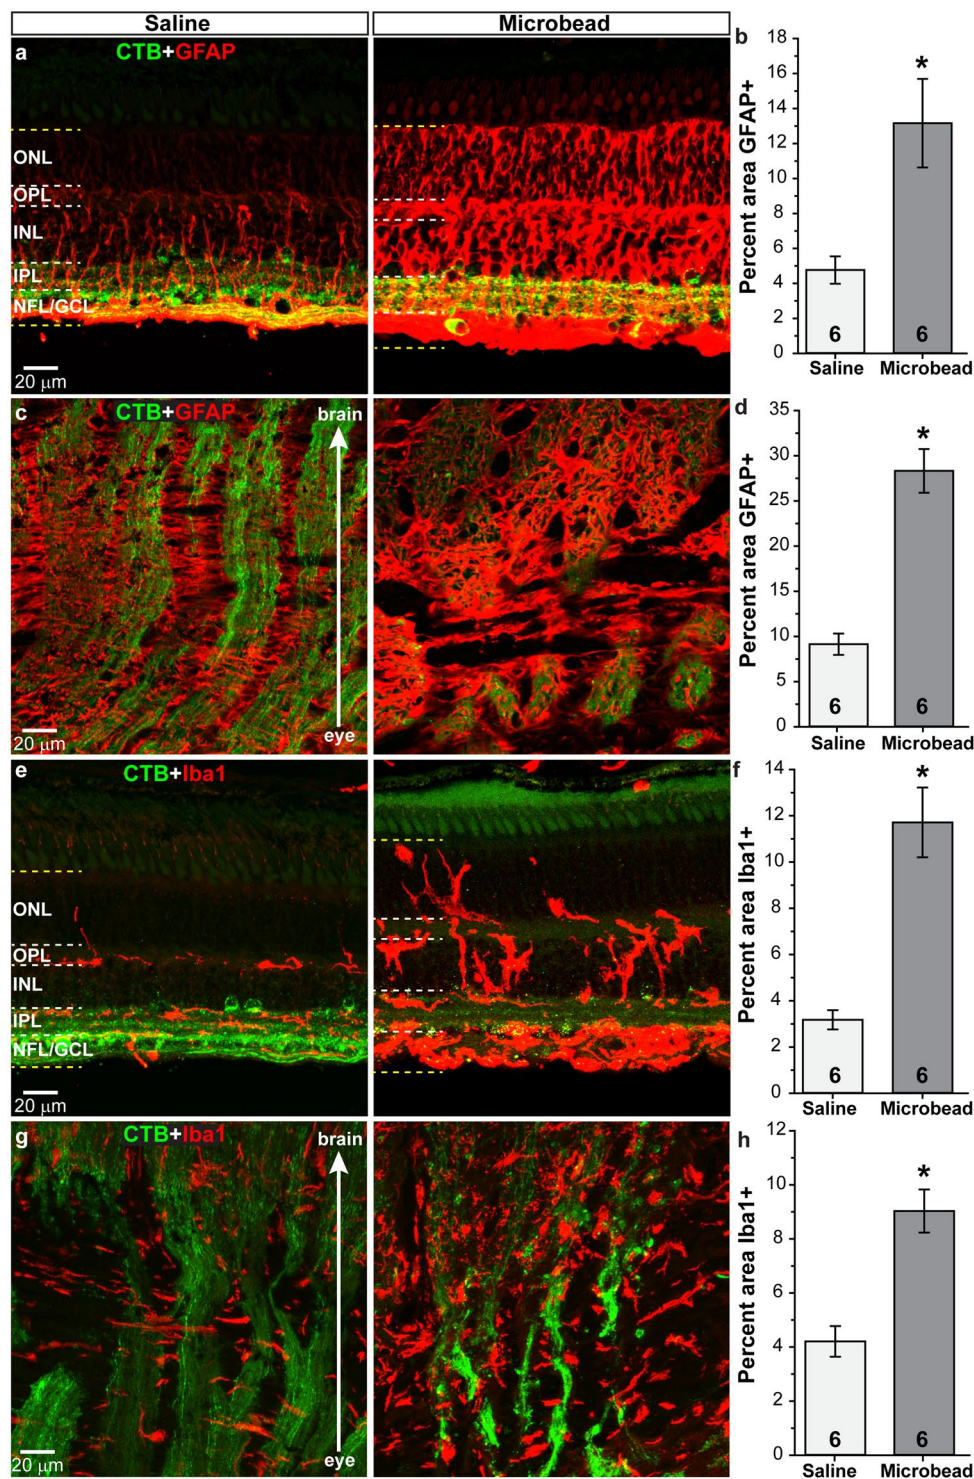 Saline
Microbead
a
CTB+GFAP
ONL
OPL
INL
IPL
NFL/GCL
20 μm
b
Percent area GFAP+
18
16
14
12
10
8
6
4
2
0
*
6
6
Saline
Microbead
c
CTB+GFAP
brain
eye
20 μm
d
Percent area GFAP+
35
30
25
30
15
10
5
0
*
6
6
Saline
Microbead
e
CTB+Iba1
ONL
OPL
INL
IPL
NFL/GCL
20 μm
f
Percent area Iba1+
14
12
10
8
6
4
2
0
*
6
6
Saline
Microbead
g
CTB+Iba1
brain
eye
20 μm
h
Percent area Iba1+
12
10
8
6
4
2
0
*
6
6
Saline
Microbead